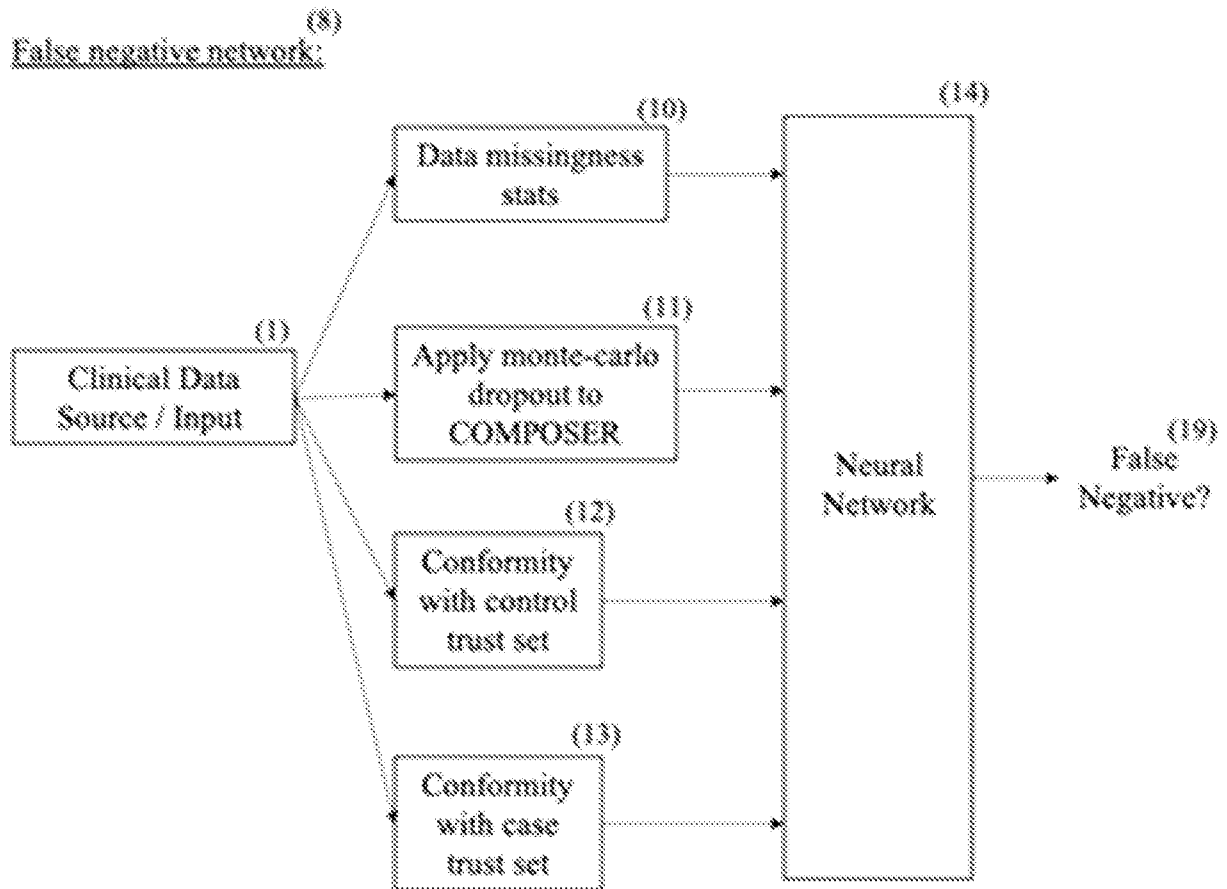 (8)
False negative network:
(10)
Data missingness
stats
(11)
Apply monte-carlo
dropout to
COMPOSER
(1)
Clinical Data
Source / Input
(12)
Conformity
with control
trust set
(13)
Conformity
with case
trust set
(14)
Neural
Network
(19)
False
Negative?